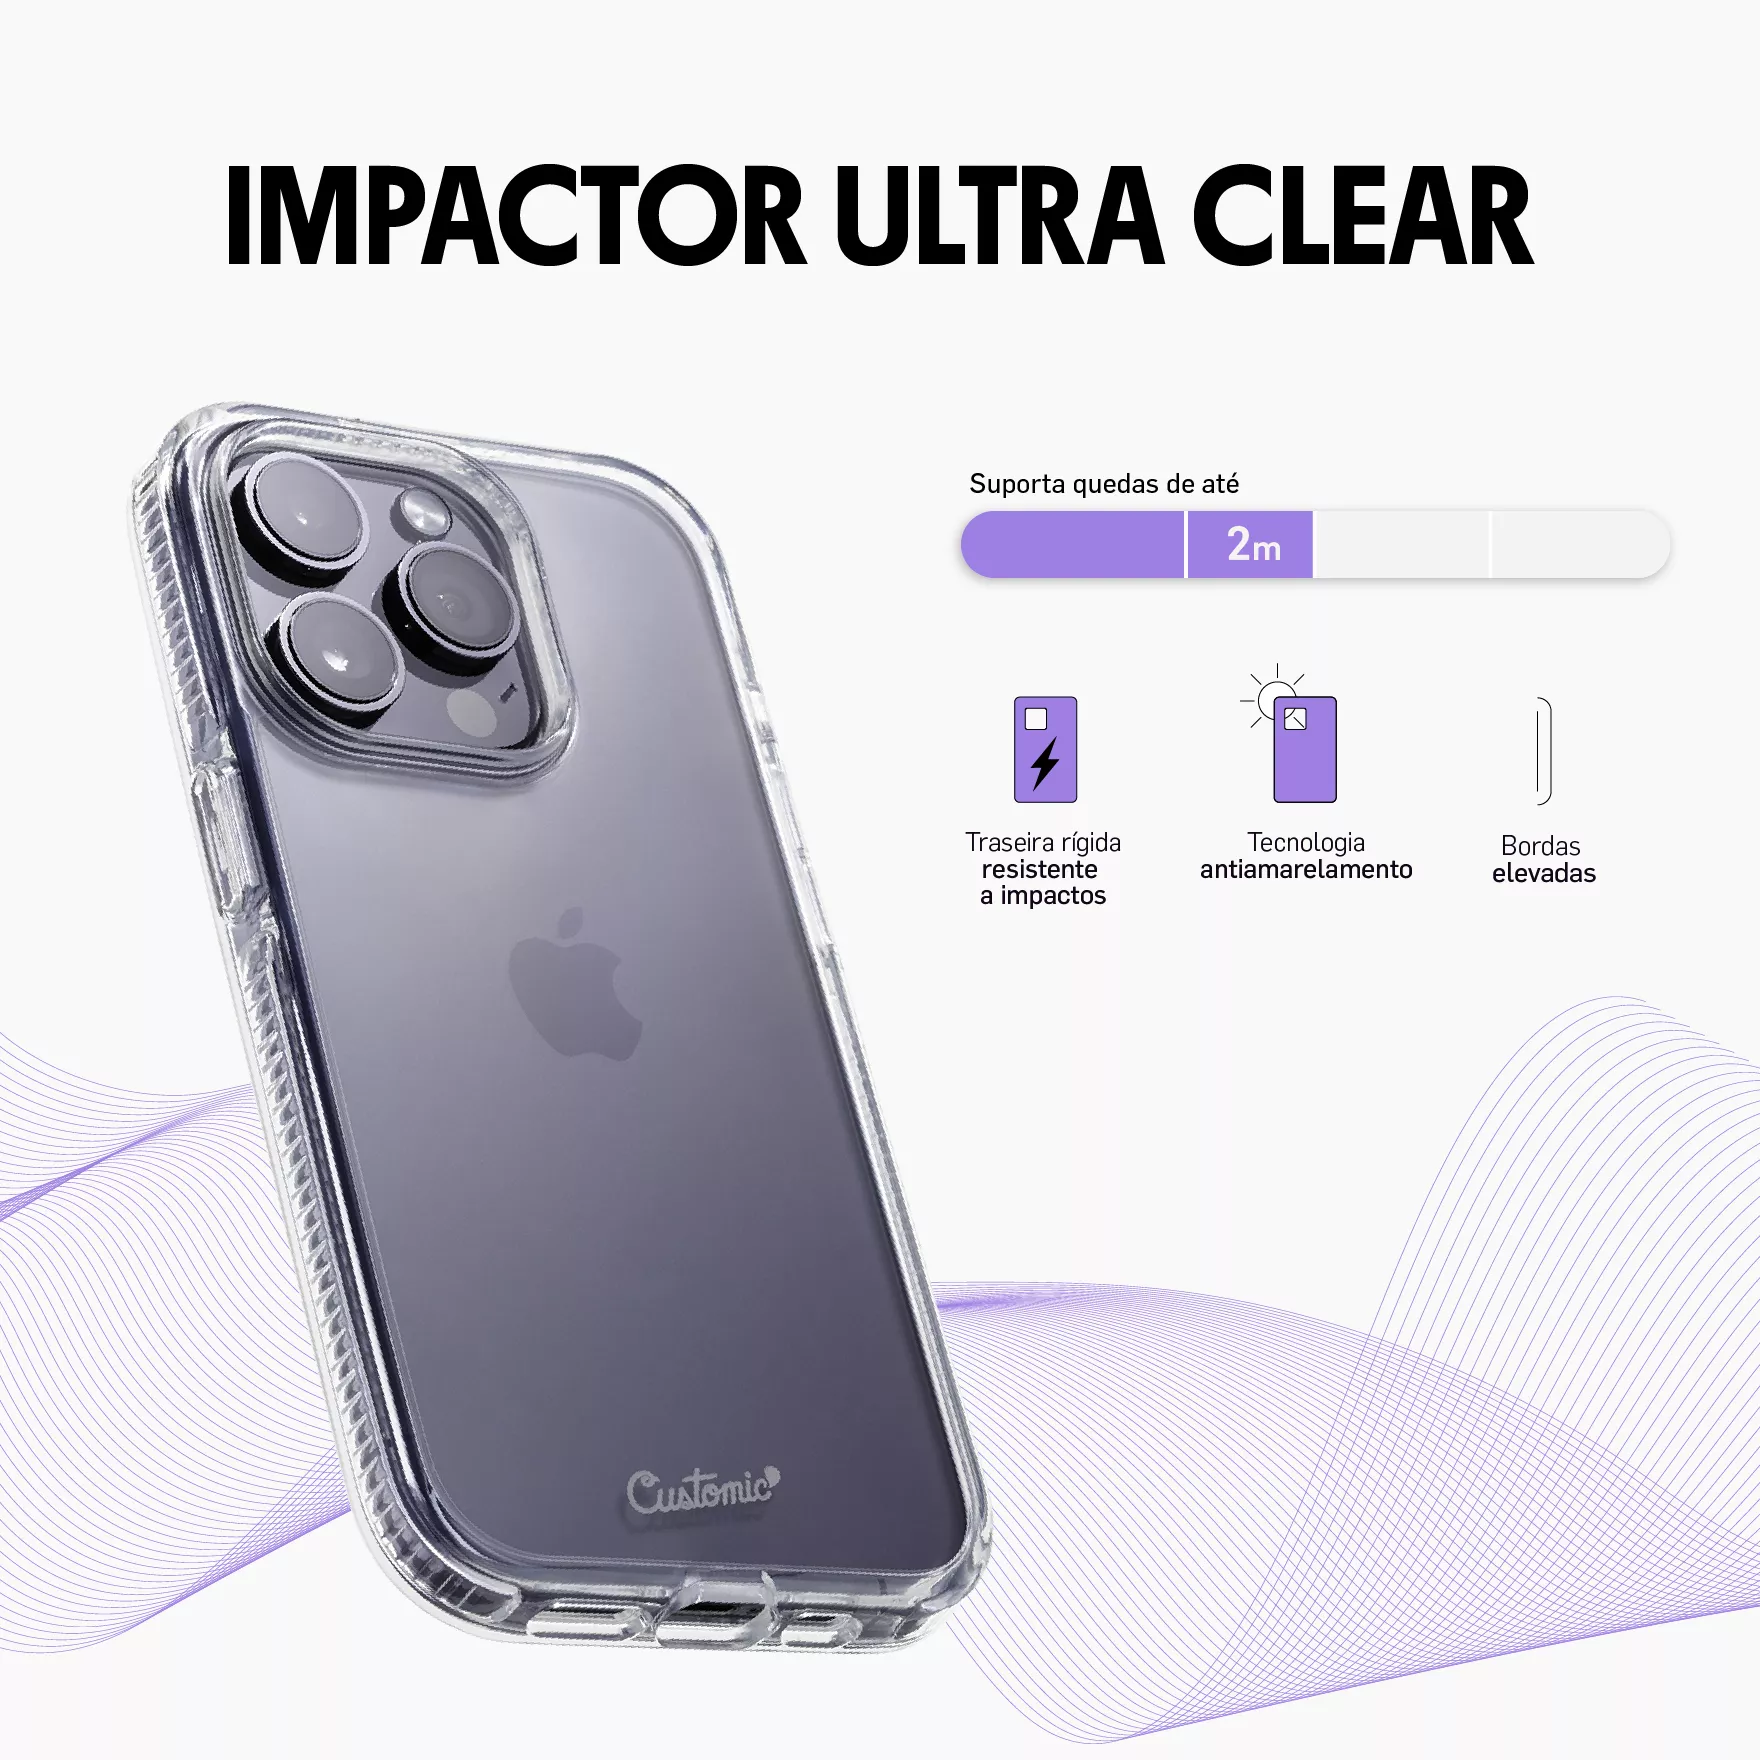 IMPACTOR ULTRA CLEAR
Suporta quedas de até
2m
Traseira rígida
resistente
a impactos
Tecnologia
antiamarelamento
Bordas
elevadas
Customic